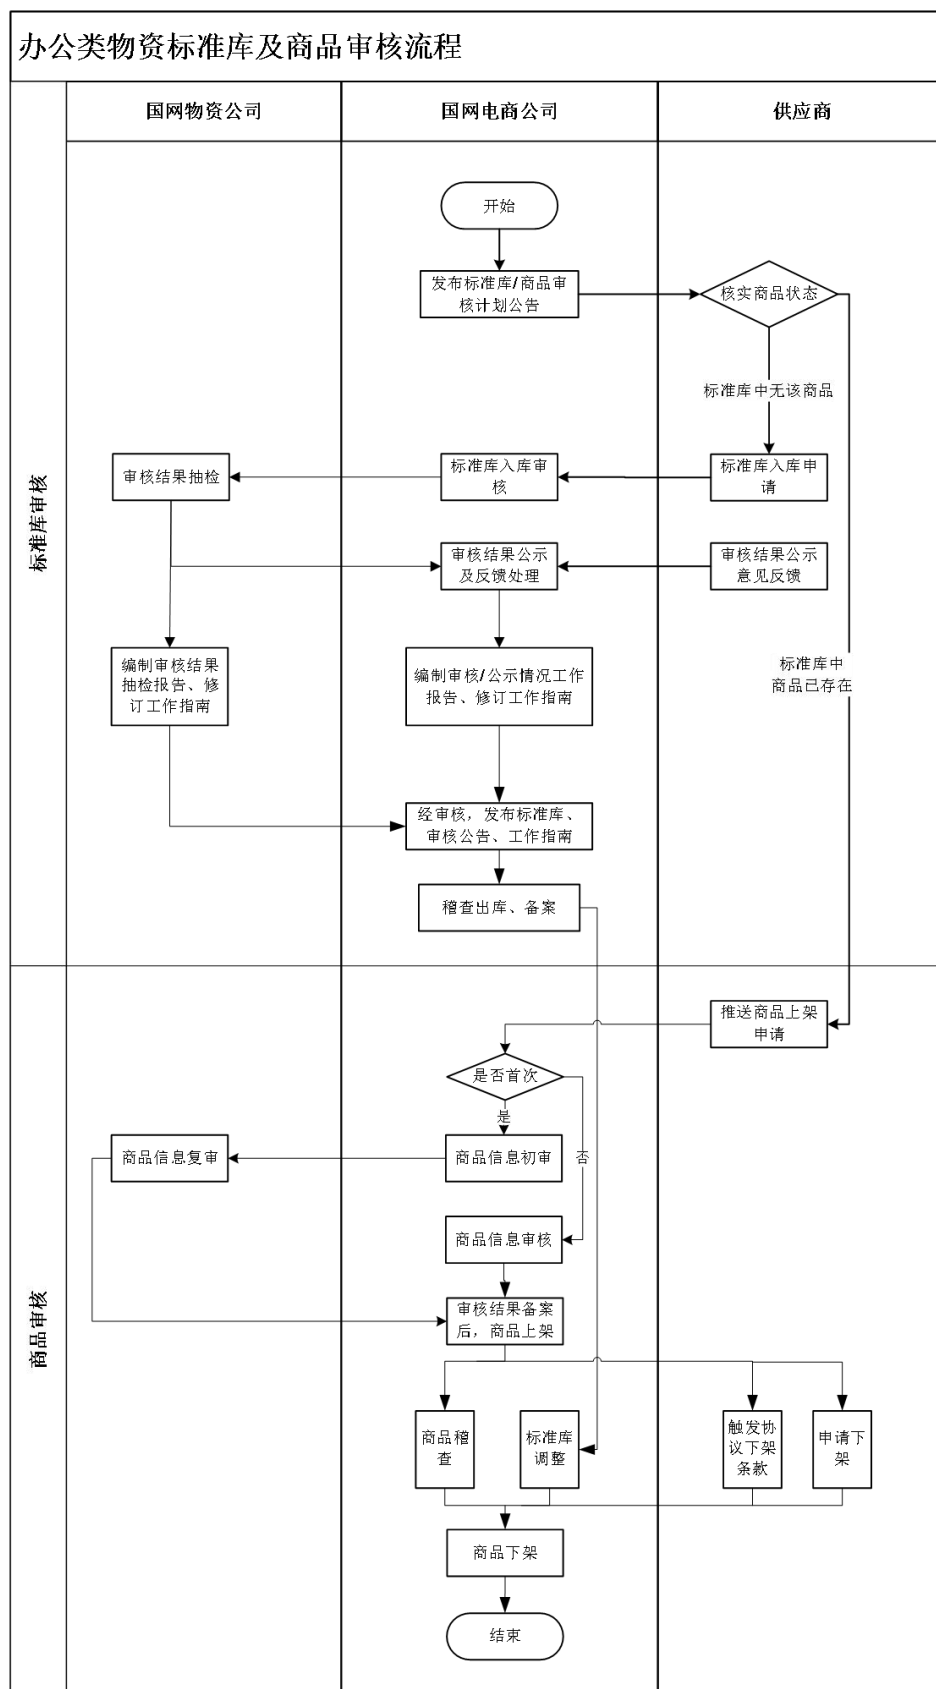 办公类物资标准库及商品审核流程
国网物资公司
国网电商公司
供应商
标准库审核
开始
发布标准库/商品审
核计划公告
核实商品状态
标准库中无该商品
审核结果抽检
标准库入库审
核
标准库入库申
请
审核结果公示
及反馈处理
审核结果公示
意见反馈
编制审核结果
抽检报告、修
订工作指南
编制审核/公示情况工作
报告、修订工作指南
标准库中
商品已存在
经审核，发布标准库、
审核公告、工作指南
稽查出库、备案
商品审核
推送商品上架
申请
是否首次
是
否
商品信息复审
商品信息初审
商品信息审核
审核结果备案
后，商品上架
商品稽
查
标准库
调整
触发协
议下架
条款
申请下
架
商品下架
结束